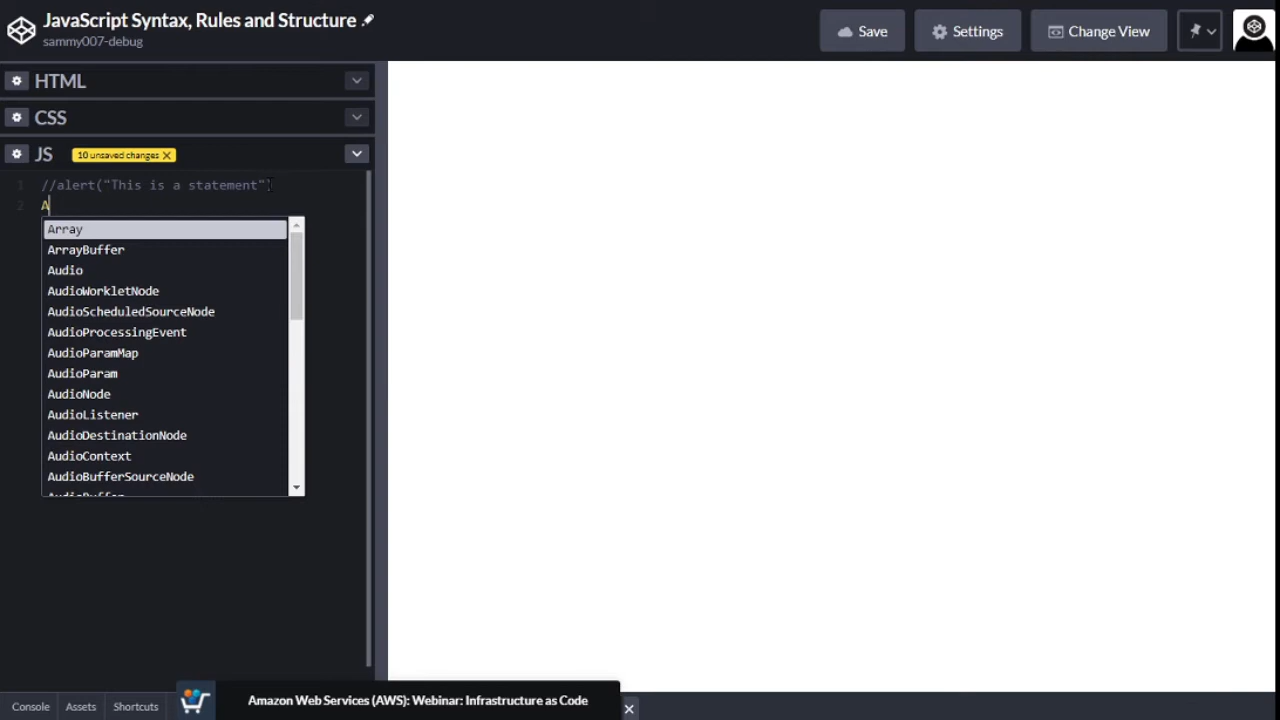 JavaScript Syntax, Rules and Structure
sammy007-debug
Save
Settings
Change View
HTML
CSS
JS
10 unsaved changes
1 //alert("This is a statement")
2 A
Array
ArrayBuffer
Audio
AudioWorkletNode
AudioScheduledSourceNode
AudioProcessingEvent
AudioParamMap
AudioParam
AudioNode
AudioListener
AudioDestinationNode
AudioContext
AudioBufferSourceNode
AudioBuffer
Console
Assets
Shortcuts
Amazon Web Services (AWS): Webinar: Infrastructure as Code